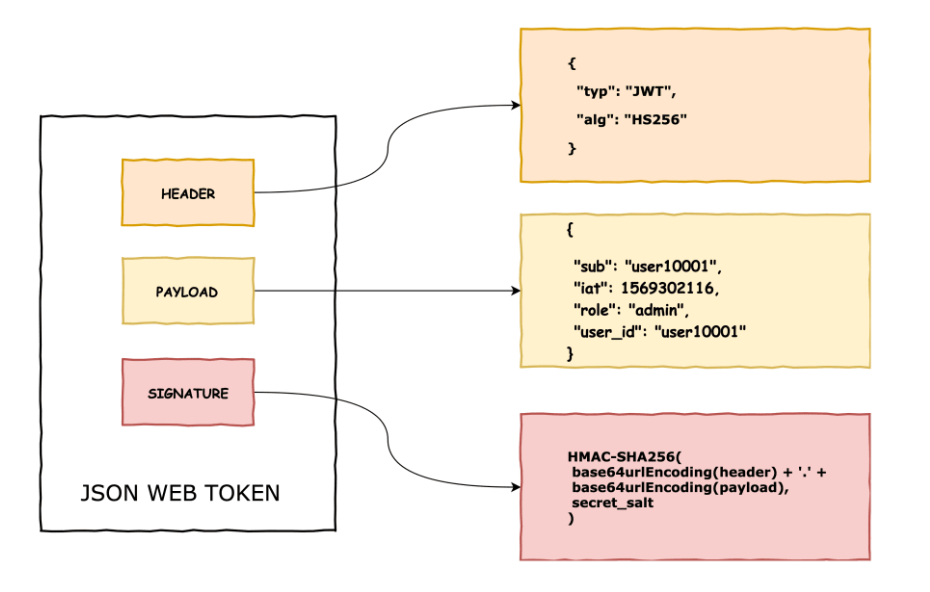 HEADER
PAYLOAD
SIGNATURE
JSON WEB TOKEN
{
"typ": "JWT",
"alg": "HS256"
}
{
"sub": "user10001",
"iat": 1569302116,
"role": "admin",
"user_id": "user10001"
}
HMAC-SHA256(
base64urlEncoding(header) + '.' +
base64urlEncoding(payload),
secret_salt
)